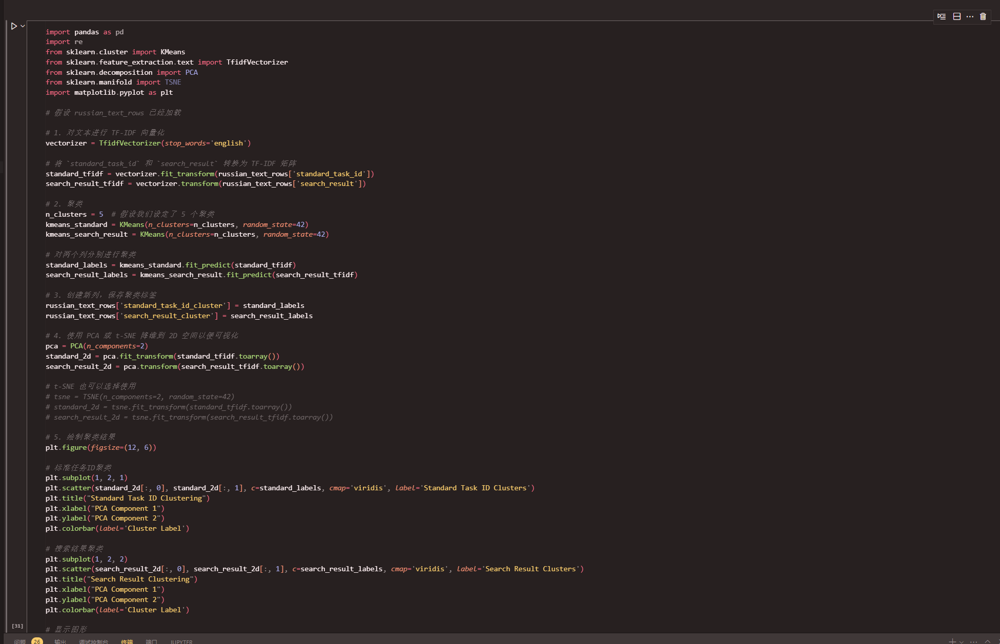 import pandas as pd
import re
from sklearn.cluster import KMeans
from sklearn.feature_extraction.text import TfidfVectorizer
from sklearn.decomposition import PCA
from sklearn.manifold import TSNE
import matplotlib.pyplot as plt
# 假设 russian_text_rows 已经加载
# 1. 对文本进行 TF-IDF 向量化
vectorizer = TfidfVectorizer(stop_words='english')
# 将 `standard_task_id` 和 `search_result` 转换为 TF-IDF 矩阵
standard_tfidf = vectorizer.fit_transform(russian_text_rows['standard_task_id'])
search_result_tfidf = vectorizer.transform(russian_text_rows['search_result'])
# 2. 聚类
n_clusters = 5  # 假设我们设定了 5 个聚类
kmeans_standard = KMeans(n_clusters=n_clusters, random_state=42)
kmeans_search_result = KMeans(n_clusters=n_clusters, random_state=42)
# 对两个列分别进行聚类
standard_labels = kmeans_standard.fit_predict(standard_tfidf)
search_result_labels = kmeans_search_result.fit_predict(search_result_tfidf)
# 3. 创建新列，保存聚类标签
russian_text_rows['standard_task_id_cluster'] = standard_labels
russian_text_rows['search_result_cluster'] = search_result_labels
# 4. 使用 PCA 或 t-SNE 降维到 2D 空间以便可视化
pca = PCA(n_components=2)
standard_2d = pca.fit_transform(standard_tfidf.toarray())
search_result_2d = pca.transform(search_result_tfidf.toarray())
# t-SNE 也可以选择使用
# tsne = TSNE(n_components=2, random_state=42)
# standard_2d = tsne.fit_transform(standard_tfidf.toarray())
# search_result_2d = tsne.fit_transform(search_result_tfidf.toarray())
# 5. 绘制聚类结果
plt.figure(figsize=(12, 6))
# 标准任务ID聚类
plt.subplot(1, 2, 1)
plt.scatter(standard_2d[:, 0], standard_2d[:, 1], c=standard_labels, cmap='viridis', label='Standard Task ID Clusters')
plt.title("Standard Task ID Clustering")
plt.xlabel("PCA Component 1")
plt.ylabel("PCA Component 2")
plt.colorbar(label='Cluster Label')
# 搜索结果聚类
plt.subplot(1, 2, 2)
plt.scatter(search_result_2d[:, 0], search_result_2d[:, 1], c=search_result_labels, cmap='viridis', label='Search Result Clusters')
plt.title("Search Result Clustering")
plt.xlabel("PCA Component 1")
plt.ylabel("PCA Component 2")
plt.colorbar(label='Cluster Label')
[31]
# 显示图形
问题 26 输出 调试控制台 终端 端口 JUPYTER